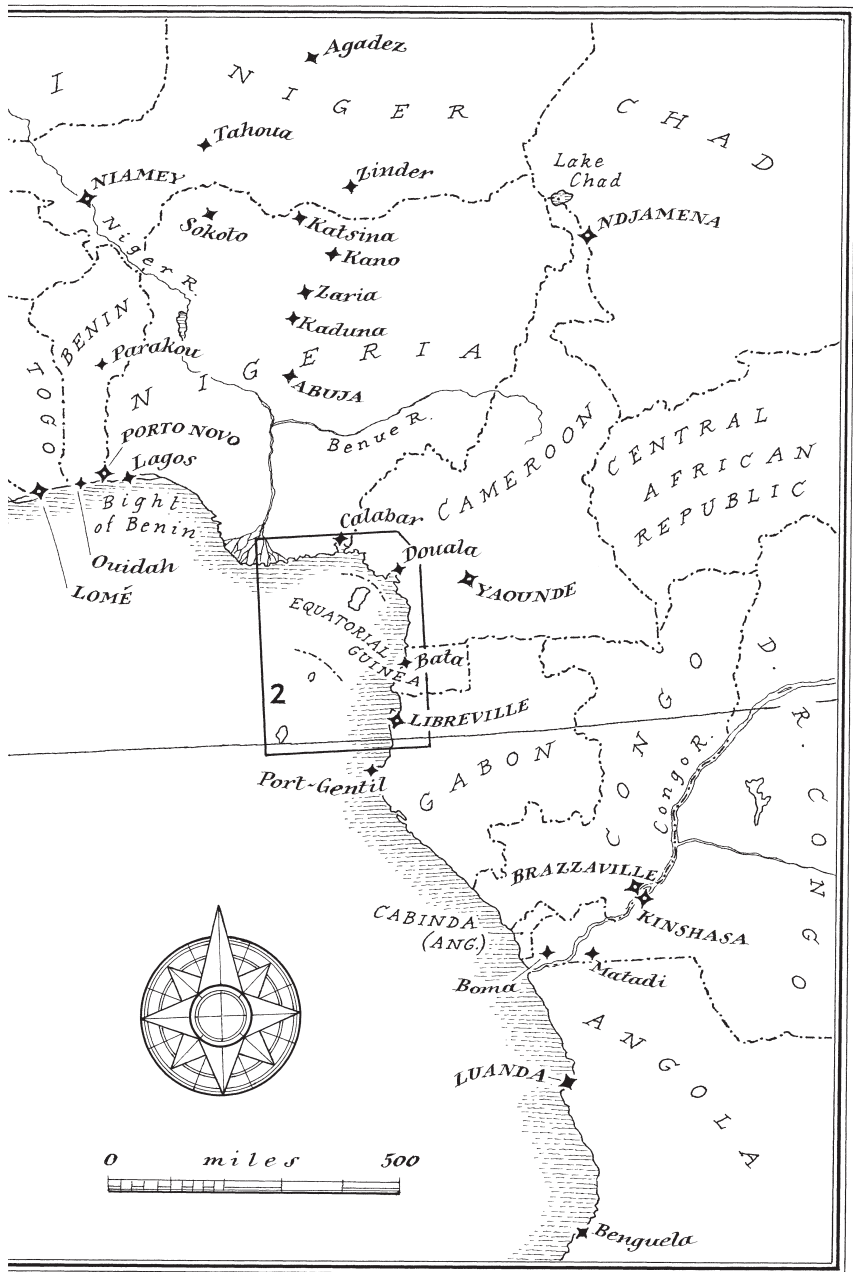 Agadez
I
NIGER
CHAD
Tahoua
Lake
Chad
Zinder
NIAMEY
Sokoto
Katsina
NDJAMENA
Niger R.
Kano
Zaria
Kaduna
BENIN
TOGO
Parakou
NIGERIA
ABUJA
Benue R.
PORTO NOVO
Lagos
CAMEROON
CENTRAL
AFRICAN
REPUBLIC
Bight
of Benin
Calabar
Douala
Ouidah
LOMÉ
YAOUNDE
EQUATORIAL
GUINEA
Bata
2
LIBREVILLE
Port-Gentil
GABON
CONGO
Congo R.
D. R. CONGO
BRAZZAVILLE
KINSHASA
CABINDA
(ANG.)
Boma
Matadi
ANGOLA
LUANDA
0 miles 500
Benguela